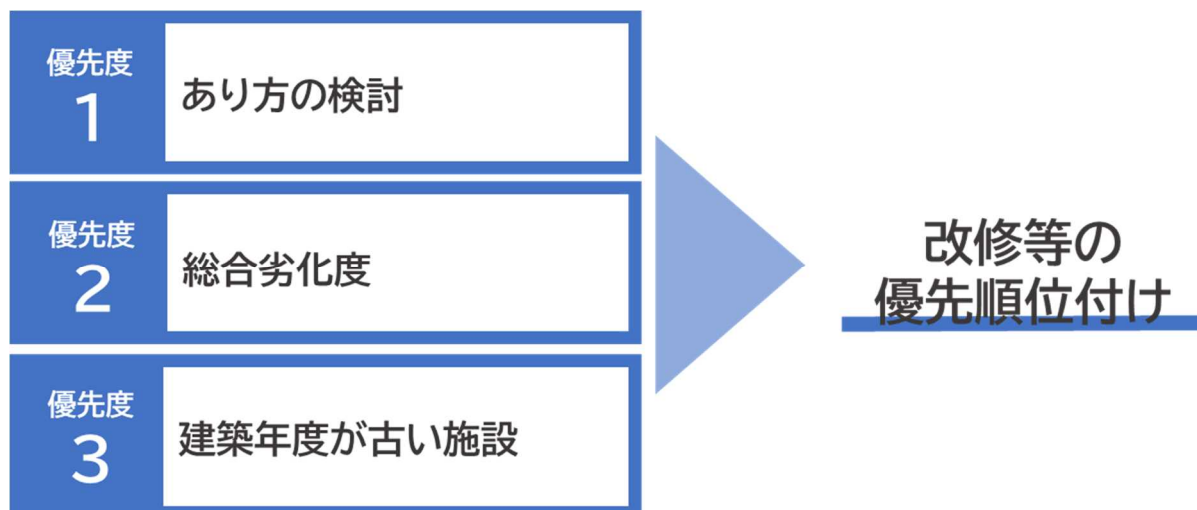 優先度
1
あり方の検討
優先度
2
総合劣化度
優先度
3
建築年度が古い施設
改修等の
優先順位付け